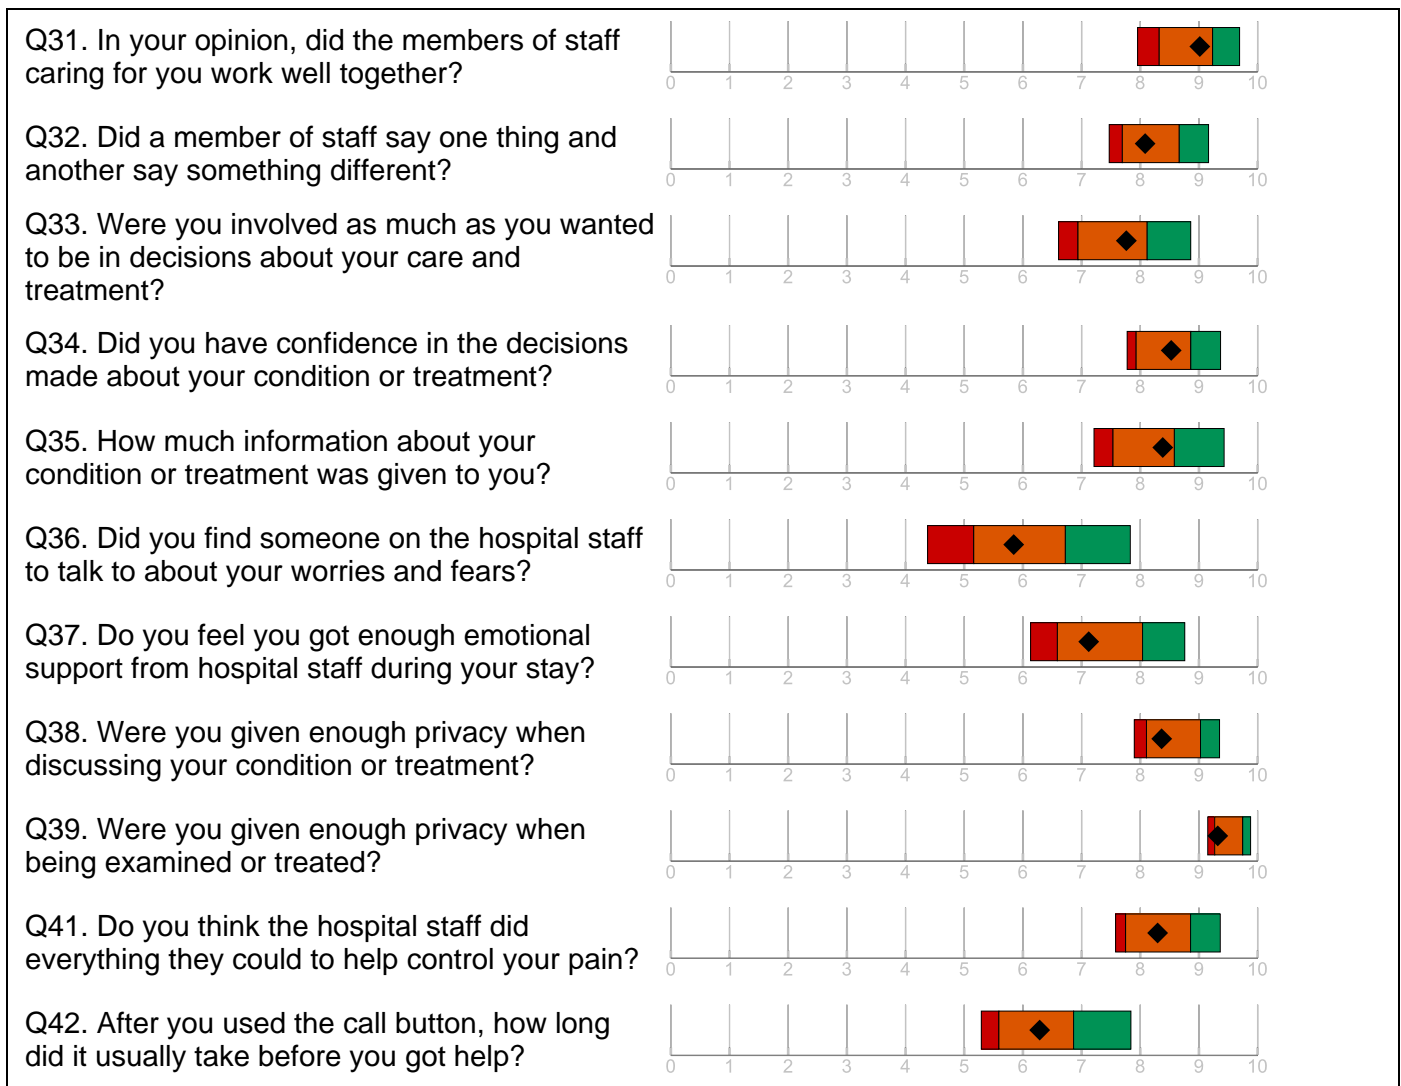 Q31. In your opinion, did the members of staff
caring for you work well together?
0 1 2 3 4 5 6 7 8 9 10
Q32. Did a member of staff say one thing and
another say something different?
0 1 2 3 4 5 6 7 8 9 10
Q33. Were you involved as much as you wanted
to be in decisions about your care and
treatment?
0 1 2 3 4 5 6 7 8 9 10
Q34. Did you have confidence in the decisions
made about your condition or treatment?
0 1 2 3 4 5 6 7 8 9 10
Q35. How much information about your
condition or treatment was given to you?
0 1 2 3 4 5 6 7 8 9 10
Q36. Did you find someone on the hospital staff
to talk to about your worries and fears?
0 1 2 3 4 5 6 7 8 9 10
Q37. Do you feel you got enough emotional
support from hospital staff during your stay?
0 1 2 3 4 5 6 7 8 9 10
Q38. Were you given enough privacy when
discussing your condition or treatment?
0 1 2 3 4 5 6 7 8 9 10
Q39. Were you given enough privacy when
being examined or treated?
0 1 2 3 4 5 6 7 8 9 10
Q41. Do you think the hospital staff did
everything they could to help control your pain?
0 1 2 3 4 5 6 7 8 9 10
Q42. After you used the call button, how long
did it usually take before you got help?
0 1 2 3 4 5 6 7 8 9 10